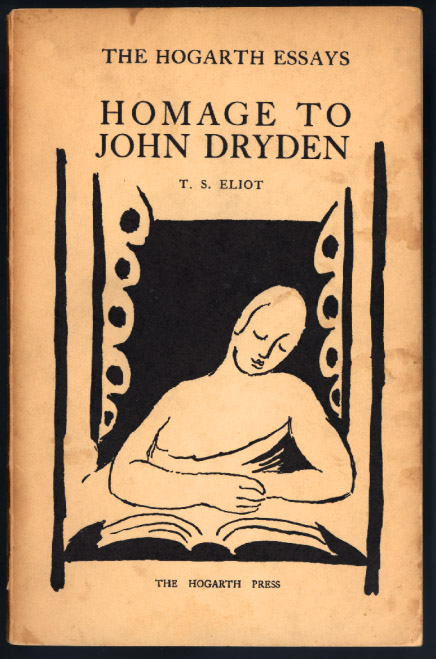 THE HOGARTH ESSAYS
HOMAGE TO
JOHN DRYDEN
T. S. ELIOT
THE HOGARTH PRESS